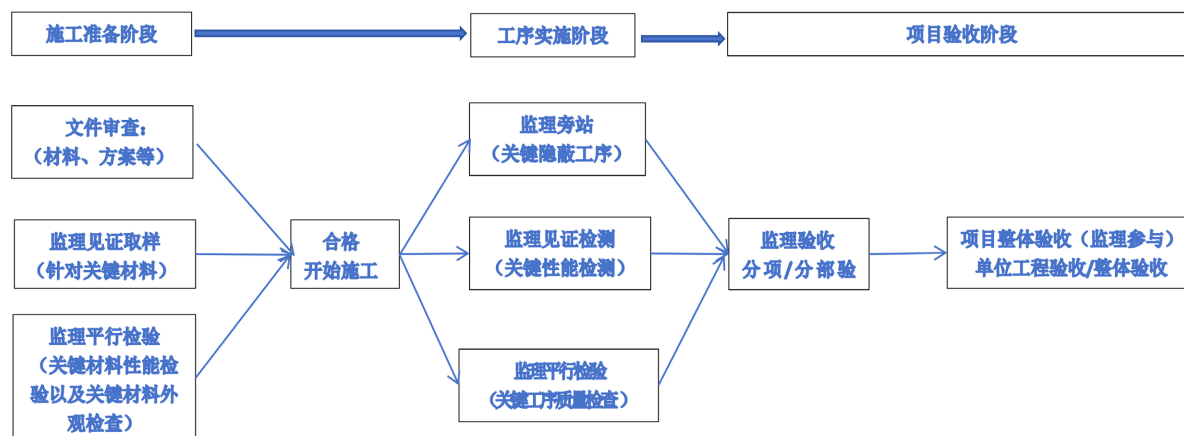 施工准备阶段
工序实施阶段
项目验收阶段
文件审查：
（材料、方案等）
监理见证取样
（针对关键材料）
监理平行检验
（关键材料性能检
验以及关键材料外
观检查）
合格
开始施工
监理旁站
（关键隐蔽工序）
监理见证检测
（关键性能检测）
监理平行检验
（关键工序质量检查）
监理验收
分项/分部验
项目整体验收（监理参与）
单位工程验收/整体验收